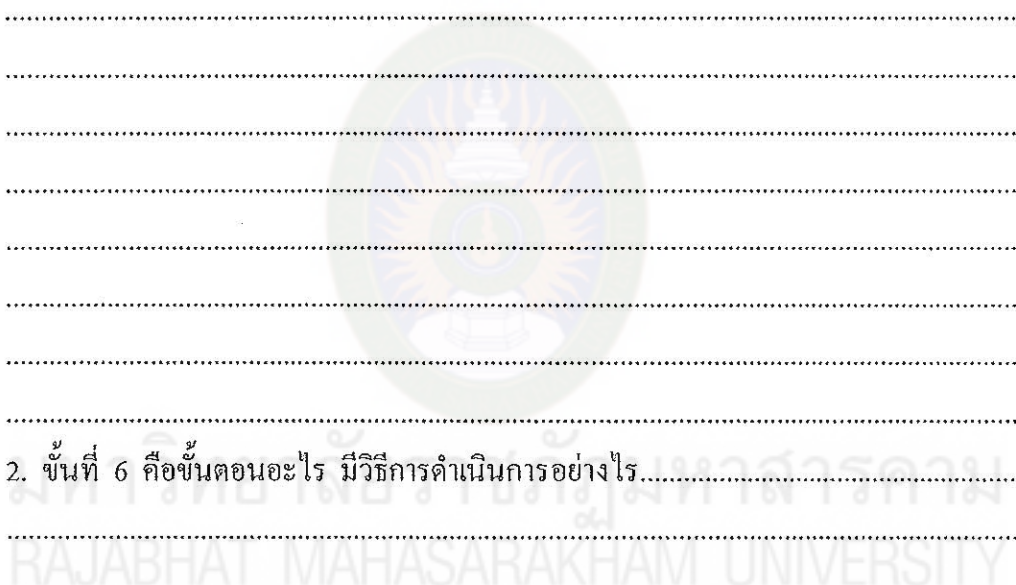 2. ขั้นที่ 6 คือขั้นตอนอะไร มีวิธีการดำเนินการอย่างไร
มหาวิทยาลัยราชภัฏมหาสารคาม
RAJABHAT MAHASARAKHAM UNIVERSITY